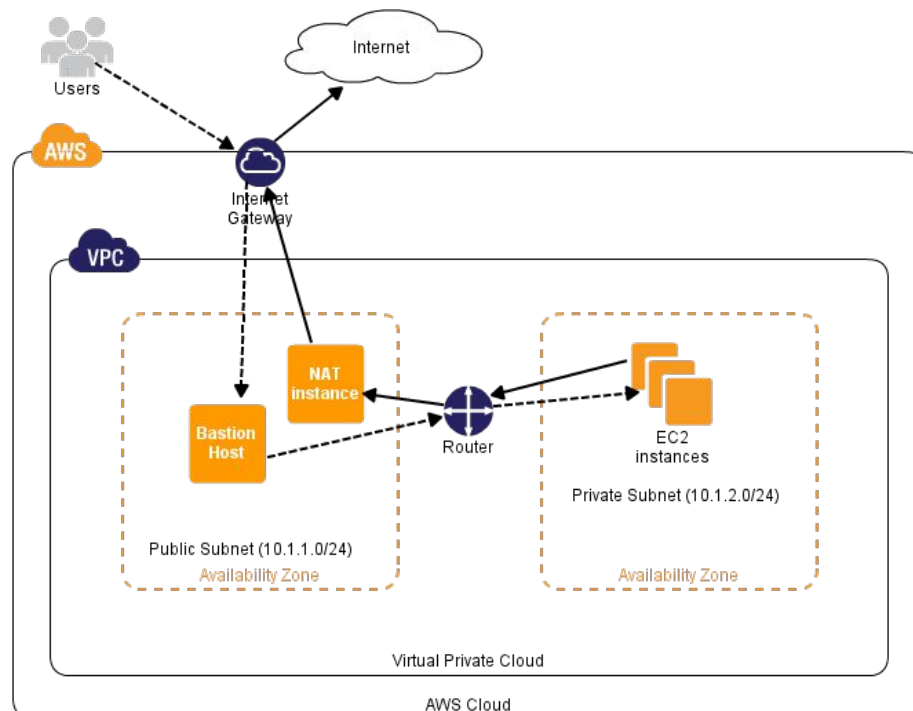 Internet
Users
AWS
Internet
Gateway
VPC
NAT
instance
Bastion
Host
Router
EC2
instances
Private Subnet (10.1.2.0/24)
Public Subnet (10.1.1.0/24)
Availability Zone
Availability Zone
Virtual Private Cloud
AWS Cloud